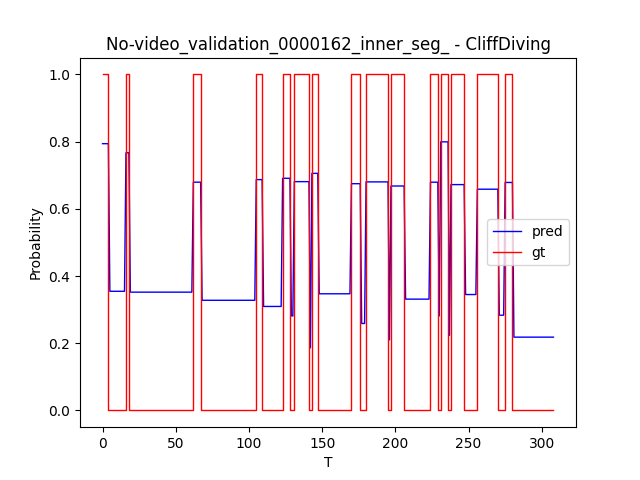 No-video_validation_0000162_inner_seg_ - CliffDiving
1.0
0.8
0.6
0.4
0.2
0.0
Probability
pred
gt
0 50 100 150 200 250 300
T